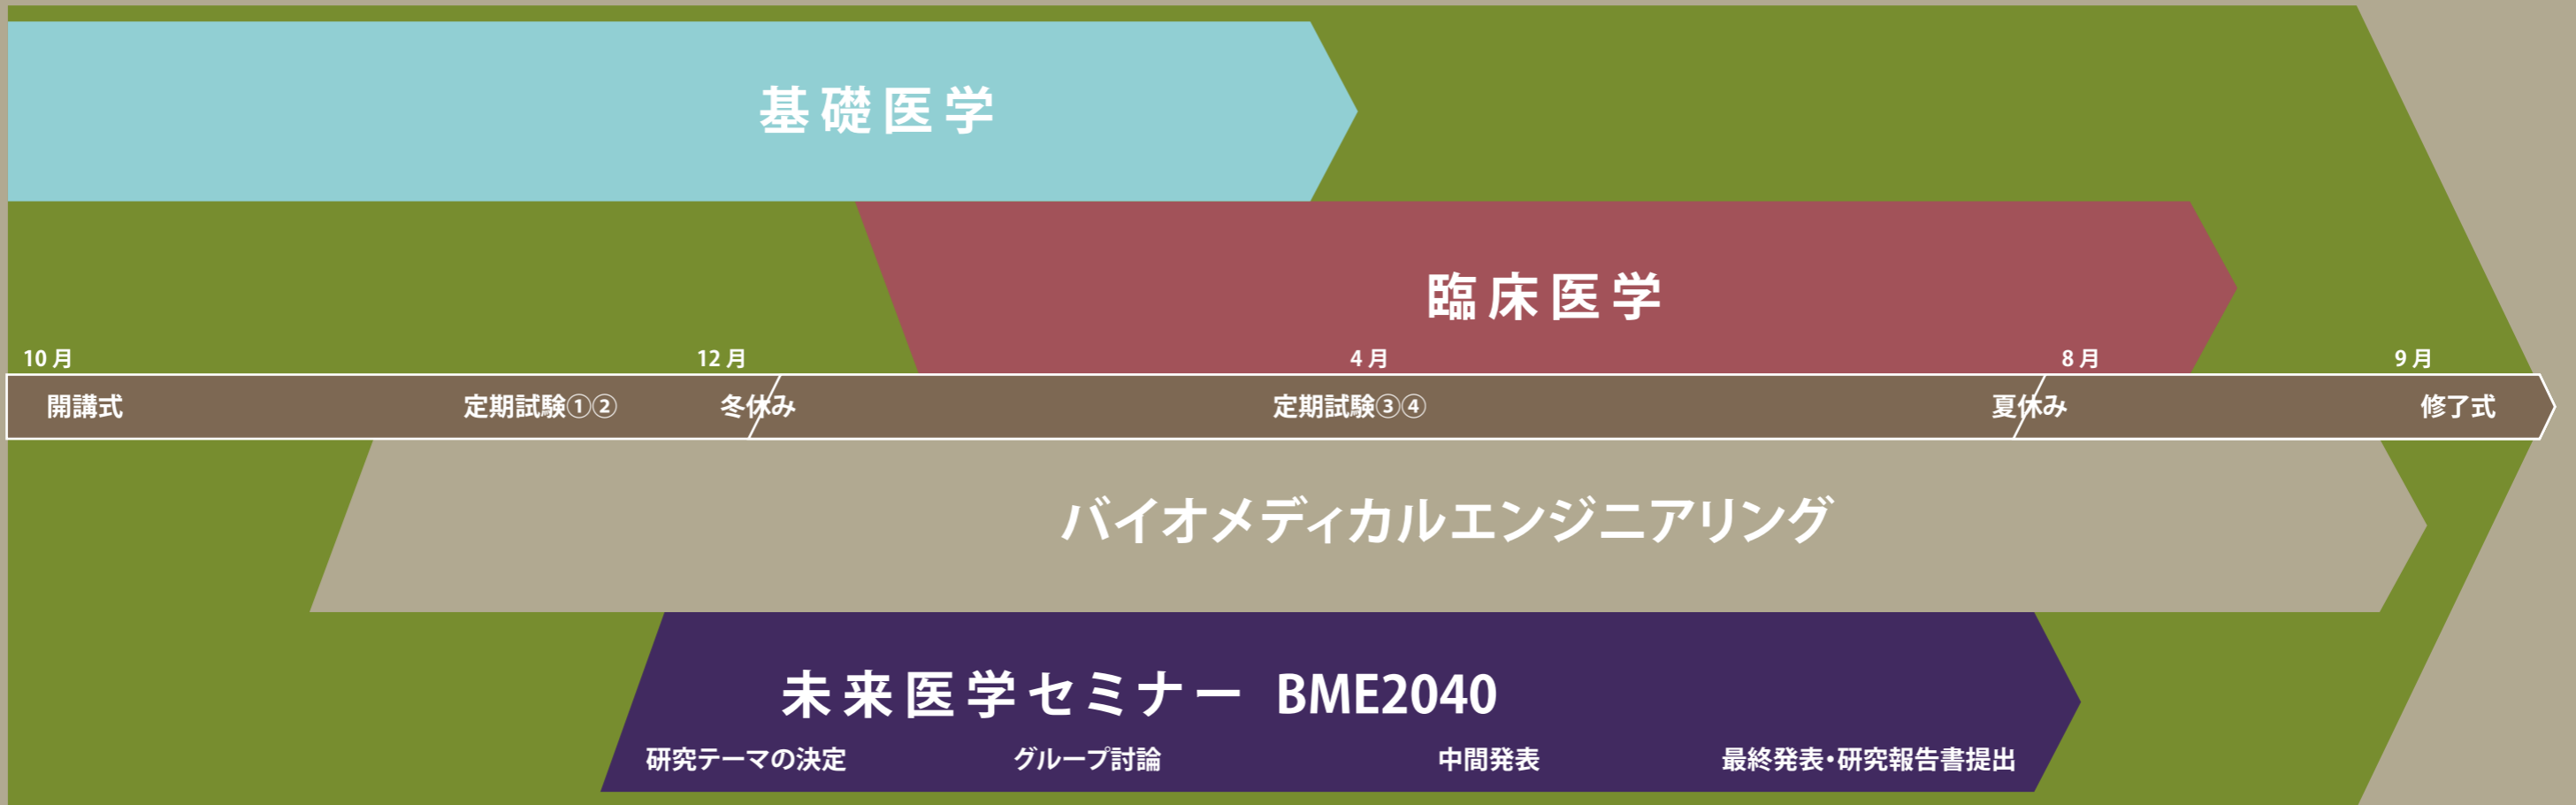 基礎医学
臨床医学
10月 12月 4月 8月 9月
開講式 定期試験①② 冬休み 定期試験③④ 夏休み 修了式
バイオメディカルエンジニアリング
未来医学セミナー BME2040
研究テーマの決定 グループ討論 中間発表 最終発表・研究報告書提出